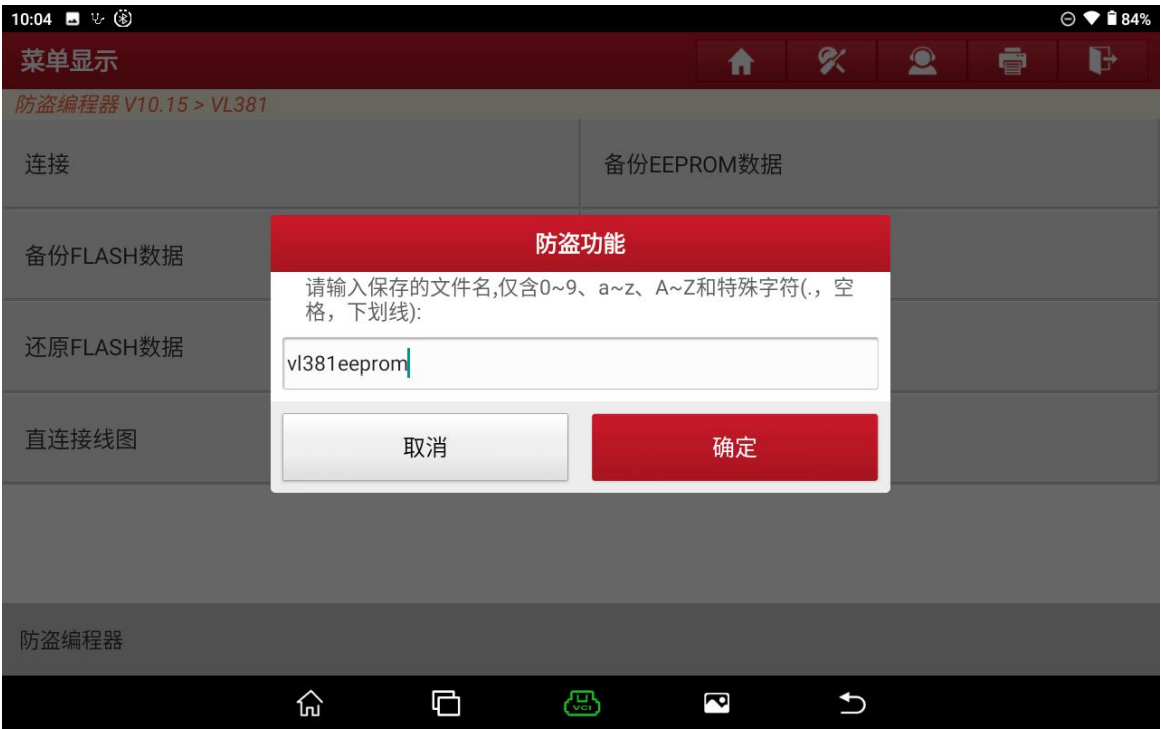 10:04
84%
菜单显示
防盗编程器 V10.15 > VL381
连接
备份EEPROM数据
备份FLASH数据
防盗功能
请输入保存的文件名,仅含0~9、a~z、A~Z和特殊字符(.，空
格，下划线):
还原FLASH数据
vl381eeprom
直连接线图
取消
确定
防盗编程器
VCI